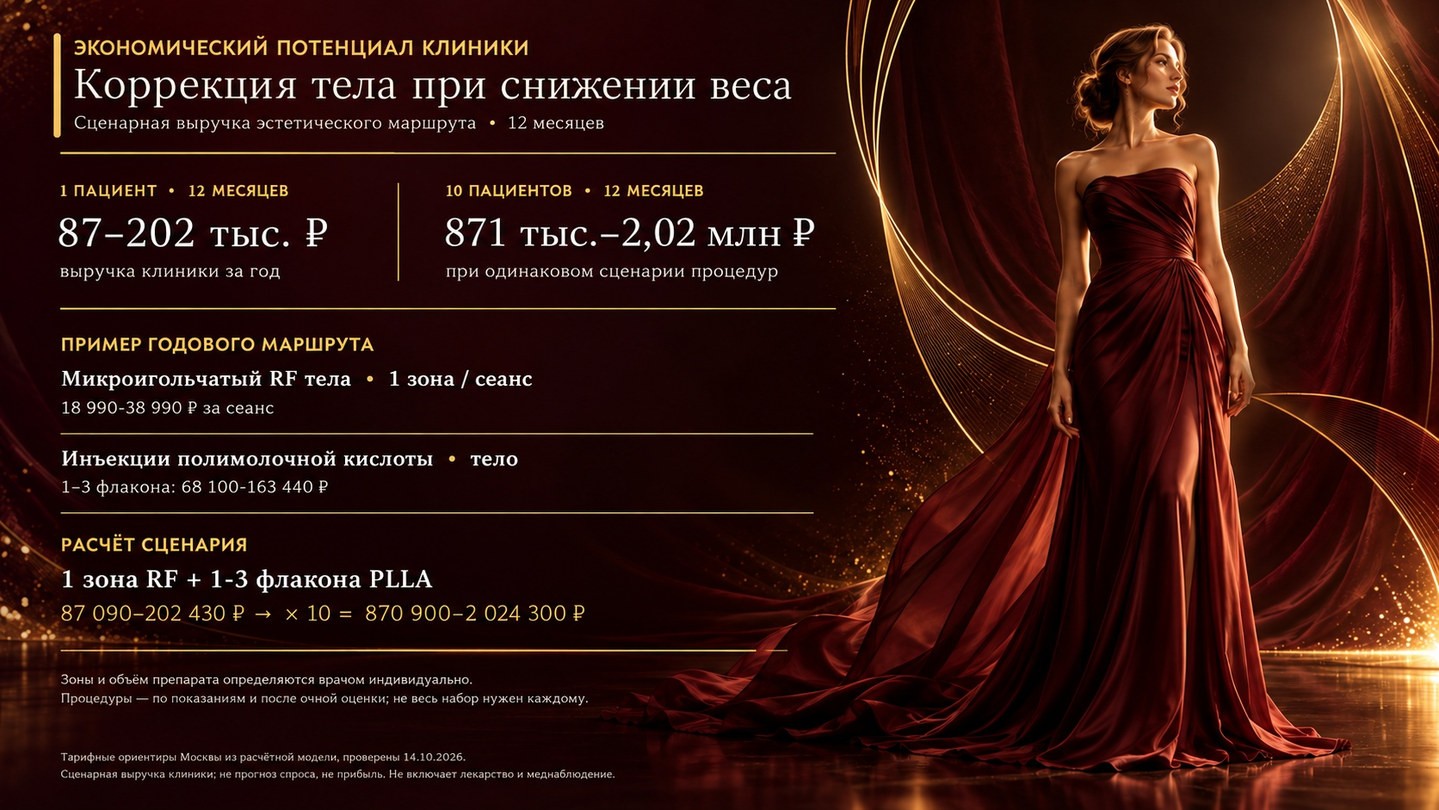 ЭКОНОМИЧЕСКИЙ ПОТЕНЦИАЛ КЛИНИКИ
Коррекция тела при снижении веса
Сценарная выручка эстетического маршрута • 12 месяцев
1 ПАЦИЕНТ • 12 МЕСЯЦЕВ
87–202 тыс. ₽
выручка клиники за год
10 ПАЦИЕНТОВ • 12 МЕСЯЦЕВ
871 тыс.–2,02 млн ₽
при одинаковом сценарии процедур
ПРИМЕР ГОДОВОГО МАРШРУТА
Микроигольчатый RF тела • 1 зона / сеанс
18 990-38 990 ₽ за сеанс
Инъекции полимолочной кислоты • тело
1–3 флакона: 68 100-163 440 ₽
РАСЧЁТ СЦЕНАРИЯ
1 зона RF + 1-3 флакона PLLA
87 090–202 430 ₽ → × 10 = 870 900–2 024 300 ₽
Зоны и объём препарата определяются врачом индивидуально.
Процедуры — по показаниям и после очной оценки; не весь набор нужен каждому.
Тарифные ориентиры Москвы из расчётной модели, проверены 14.10.2026.
Сценарная выручка клиники; не прогноз спроса, не прибыль. Не включает лекарство и меднаблюдение.